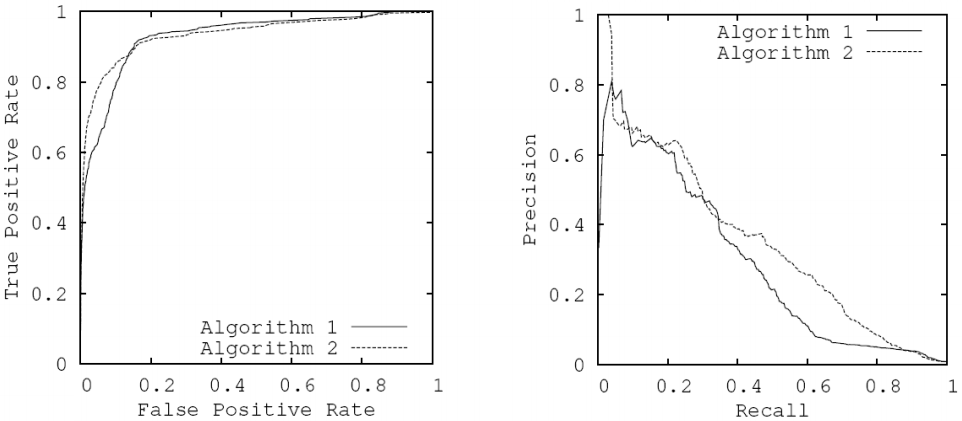 True Positive Rate
1
0.8
0.6
0.4
0.2
0
Algorithm 1
Algorithm 2
0 0.2 0.4 0.6 0.8 1
False Positive Rate
Precision
1
0.8
0.6
0.4
0.2
0
Algorithm 1
Algorithm 2
0 0.2 0.4 0.6 0.8 1
Recall